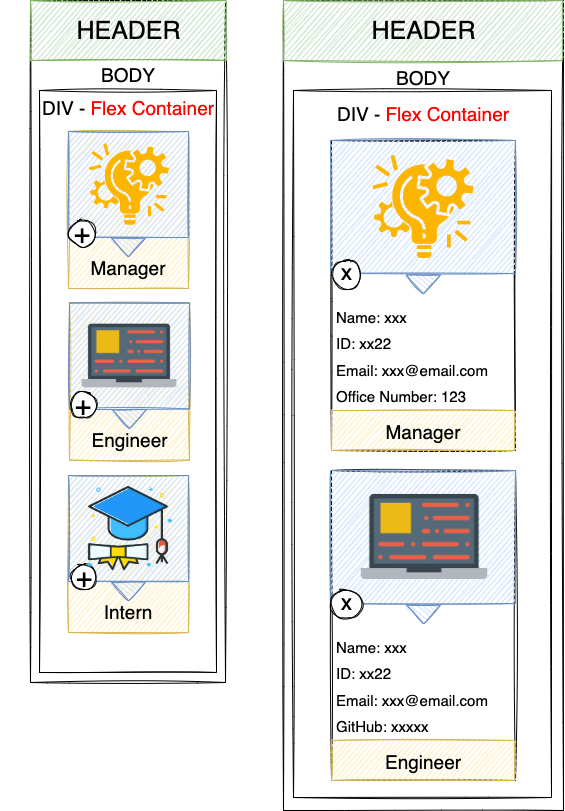 HEADER
BODY
DIV - Flex Container
+
Manager
+
Engineer
+
Intern
HEADER
BODY
DIV - Flex Container
x
Name: xxx
ID: xx22
Email: xxx@email.com
Office Number: 123
Manager
x
Name: xxx
ID: xx22
Email: xxx@email.com
GitHub: xxxxx
Engineer